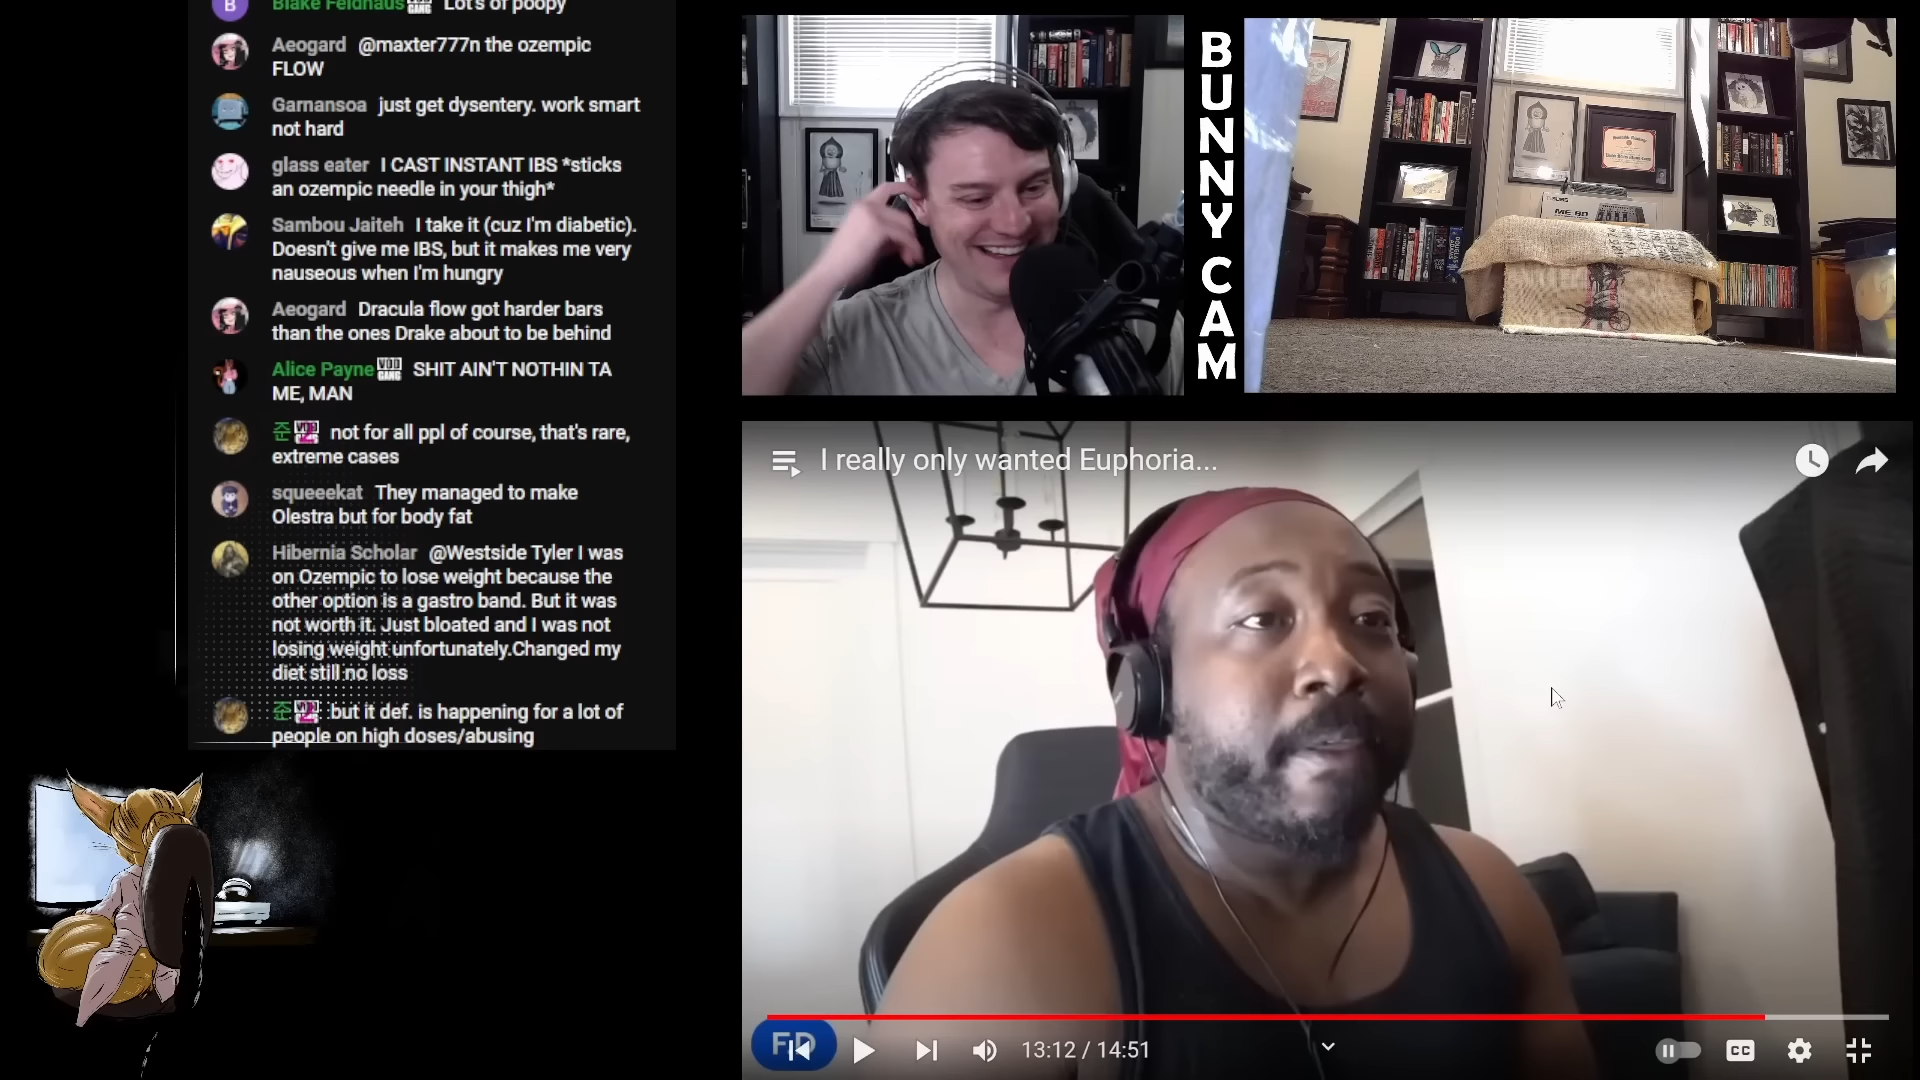 Blake Feldhaus Lot's of poopy
Aeogard @maxter777n the ozempic
FLOW
Garnansoa just get dysentery. work smart
not hard
glass eater I CAST INSTANT IBS *sticks
an ozempic needle in your thigh*
Sambou Jaiteh I take it (cuz I'm diabetic).
Doesn't give me IBS, but it makes me very
nauseous when I'm hungry
Aeogard Dracula flow got harder bars
than the ones Drake about to be behind
Alice Payne SHIT AIN'T NOTHIN TA
ME, MAN
준 not for all ppl of course, that's rare,
extreme cases
squeeekat They managed to make
Olestra but for body fat
Hibernia Scholar @Westside Tyler I was
on Ozempic to lose weight because the
other option is a gastro band. But it was
not worth it. Just bloated and I was not
losing weight unfortunately.Changed my
diet still no loss
준 but it def. is happening for a lot of
people on high doses/abusing
BUNNY CAM
ME-80
I really only wanted Euphoria...
FD
13:12 / 14:51
CC